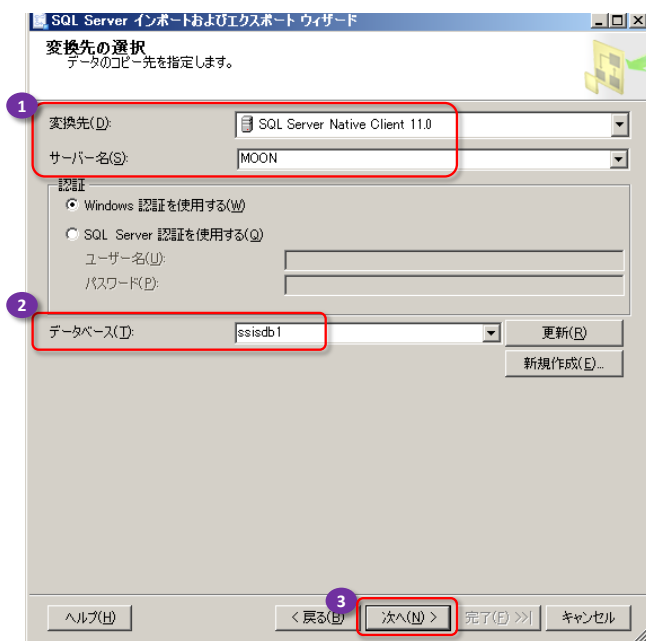 SQL Server インポートおよびエクスポート ウィザード
変換先の選択
データのコピー先を指定します。
1
変換先(D): SQL Server Native Client 11.0
サーバー名(S): MOON
認証
Windows 認証を使用する(W)
SQL Server 認証を使用する(Q)
ユーザー名(U):
パスワード(P):
2
データベース(T): ssisdb1 更新(R)
新規作成(E)...
3
ヘルプ(H) < 戻る(B) 次へ(N) > 完了(F) >>| キャンセル